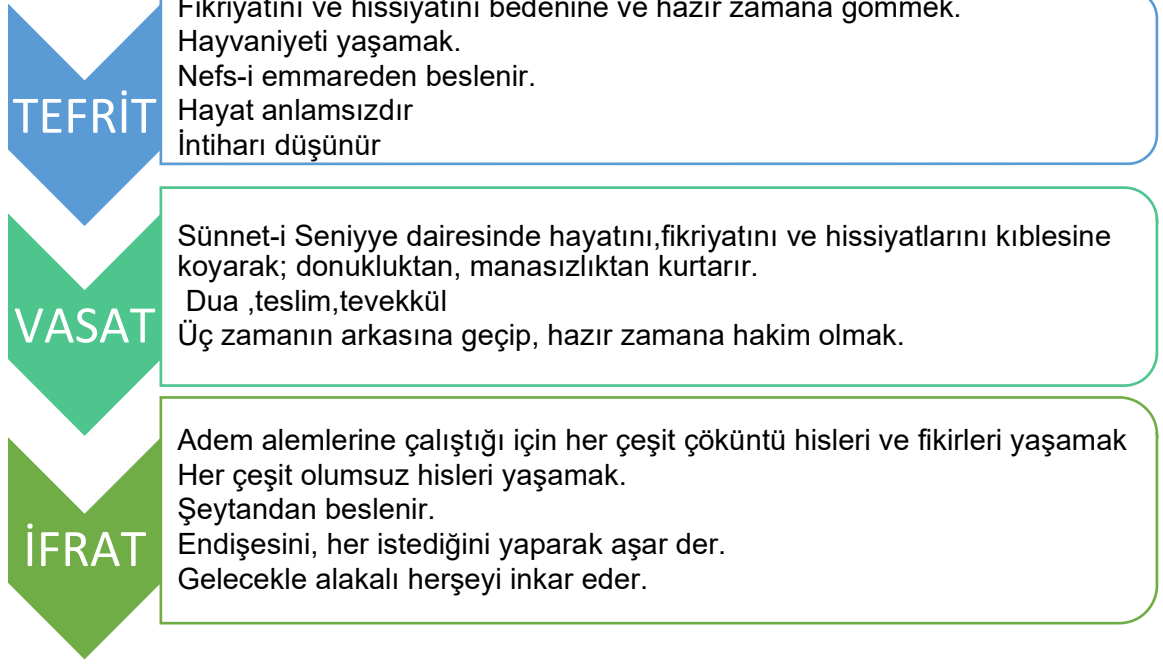 Fikriyatını ve hissiyatını bedenine ve hazır zamana gömmek.
Hayvaniyeti yaşamak.
Nefs-i emmareden beslenir.
TEFRİT
Hayat anlamsızdır
İntiharı düşünür
Sünnet-i Seniyye dairesinde hayatını,fikriyatını ve hissiyatlarını kıblesine
koyarak; donukluktan, manasızlıktan kurtarır.
Dua ,teslim,tevekkül
VASAT
Üç zamanın arkasına geçip, hazır zamana hakim olmak.
Adem alemlerine çalıştığı için her çeşit çöküntü hisleri ve fikirleri yaşamak
Her çeşit olumsuz hisleri yaşamak.
Şeytandan beslenir.
İFRAT
Endişesini, her istediğini yaparak aşar der.
Gelecekle alakalı herşeyi inkar eder.